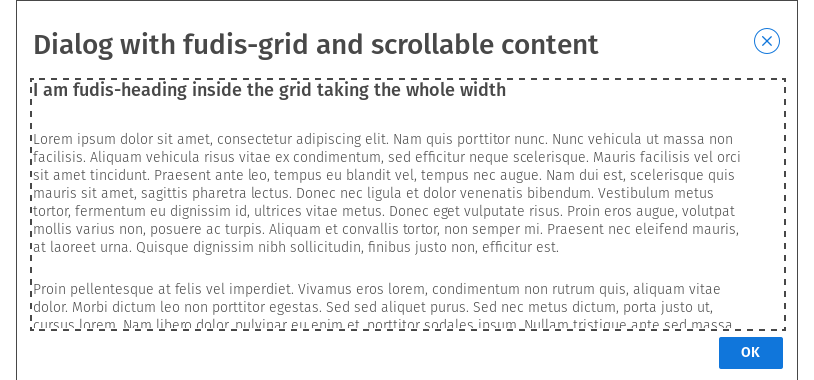 Dialog with fudis-grid and scrollable content
I am fudis-heading inside the grid taking the whole width
Lorem ipsum dolor sit amet, consectetur adipiscing elit. Nam quis porttitor nunc. Nunc vehicula ut massa non
facilisis. Aliquam vehicula risus vitae ex condimentum, sed efficitur neque scelerisque. Mauris facilisis vel orci
sit amet tincidunt. Praesent ante leo, tempus eu blandit vel, tempus nec augue. Nam dui est, scelerisque quis
mauris sit amet, sagittis pharetra lectus. Donec nec ligula et dolor venenatis bibendum. Vestibulum metus
tortor, fermentum eu dignissim id, ultrices vitae metus. Donec eget vulputate risus. Proin eros augue, volutpat
mollis varius non, posuere ac turpis. Aliquam et convallis tortor, non semper mi. Praesent nec eleifend mauris,
at laoreet urna. Quisque dignissim nibh sollicitudin, finibus justo non, efficitur est.
Proin pellentesque at felis vel imperdiet. Vivamus eros lorem, condimentum non rutrum quis, aliquam vitae
dolor. Morbi dictum leo non porttitor egestas. Sed sed aliquet purus. Sed nec metus dictum, porta justo ut,
cursus lorem. Nam libero dolor, pulvinar eu enim et, porttitor sodales ipsum. Nullam tristique ante sed massa
OK